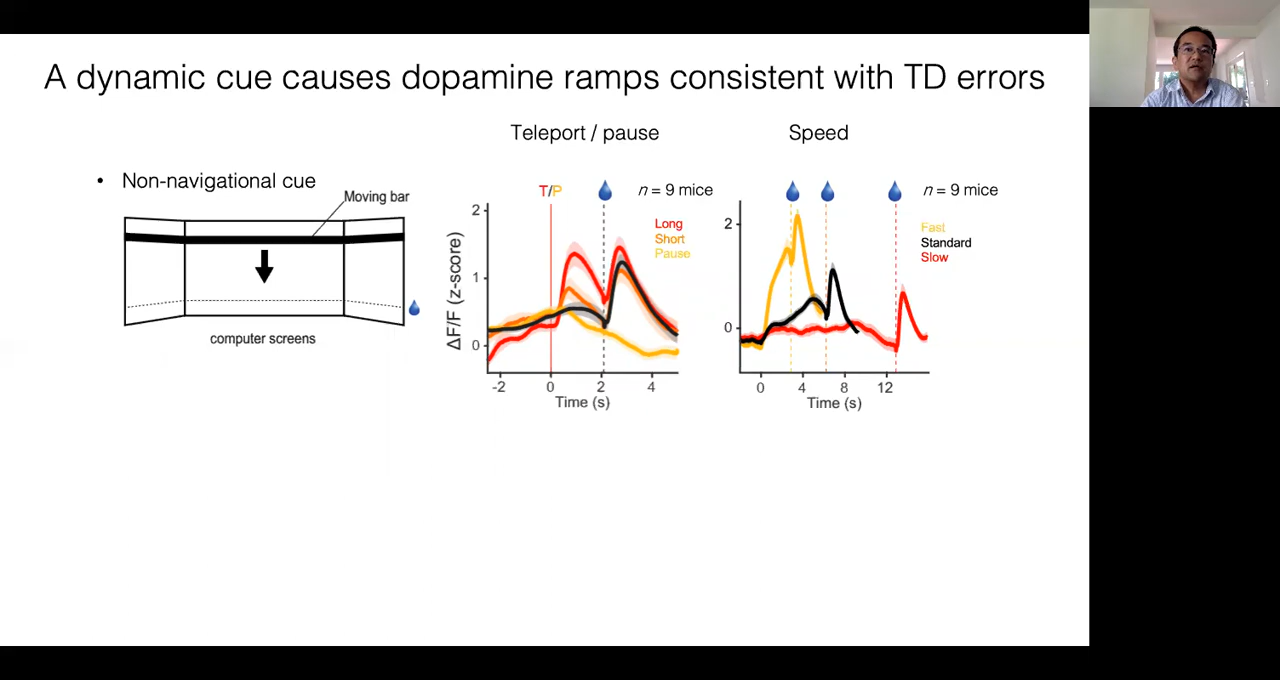 A dynamic cue causes dopamine ramps consistent with TD errors
• Non-navigational cue
Moving bar
computer screens
Teleport / pause
T/P
n = 9 mice
Long
Short
Pause
2
1
0
ΔF/F (z-score)
-2 0 2 4
Time (s)
Speed
n = 9 mice
Fast
Standard
Slow
2
0
0 4 8 12
Time (s)